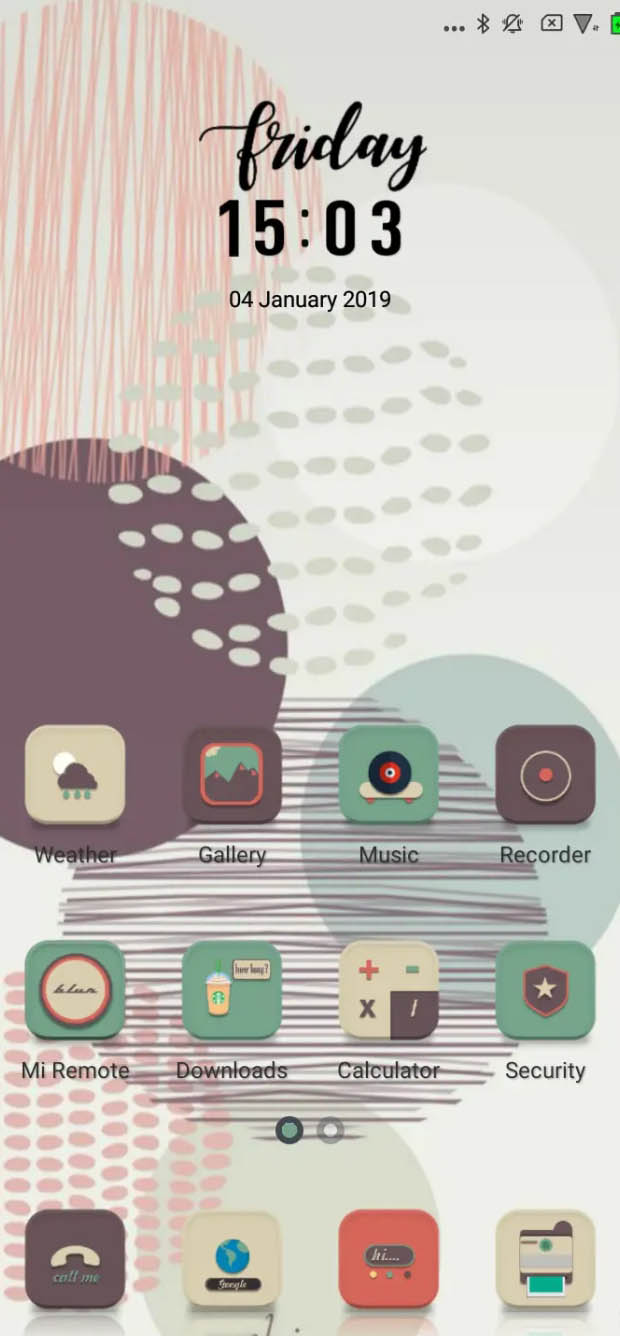 friday
15:03
04 January 2019
Weather
Gallery
Music
Recorder
blun
how long?
Mi Remote
Downloads
Calculator
Security
call me
Google
hi....